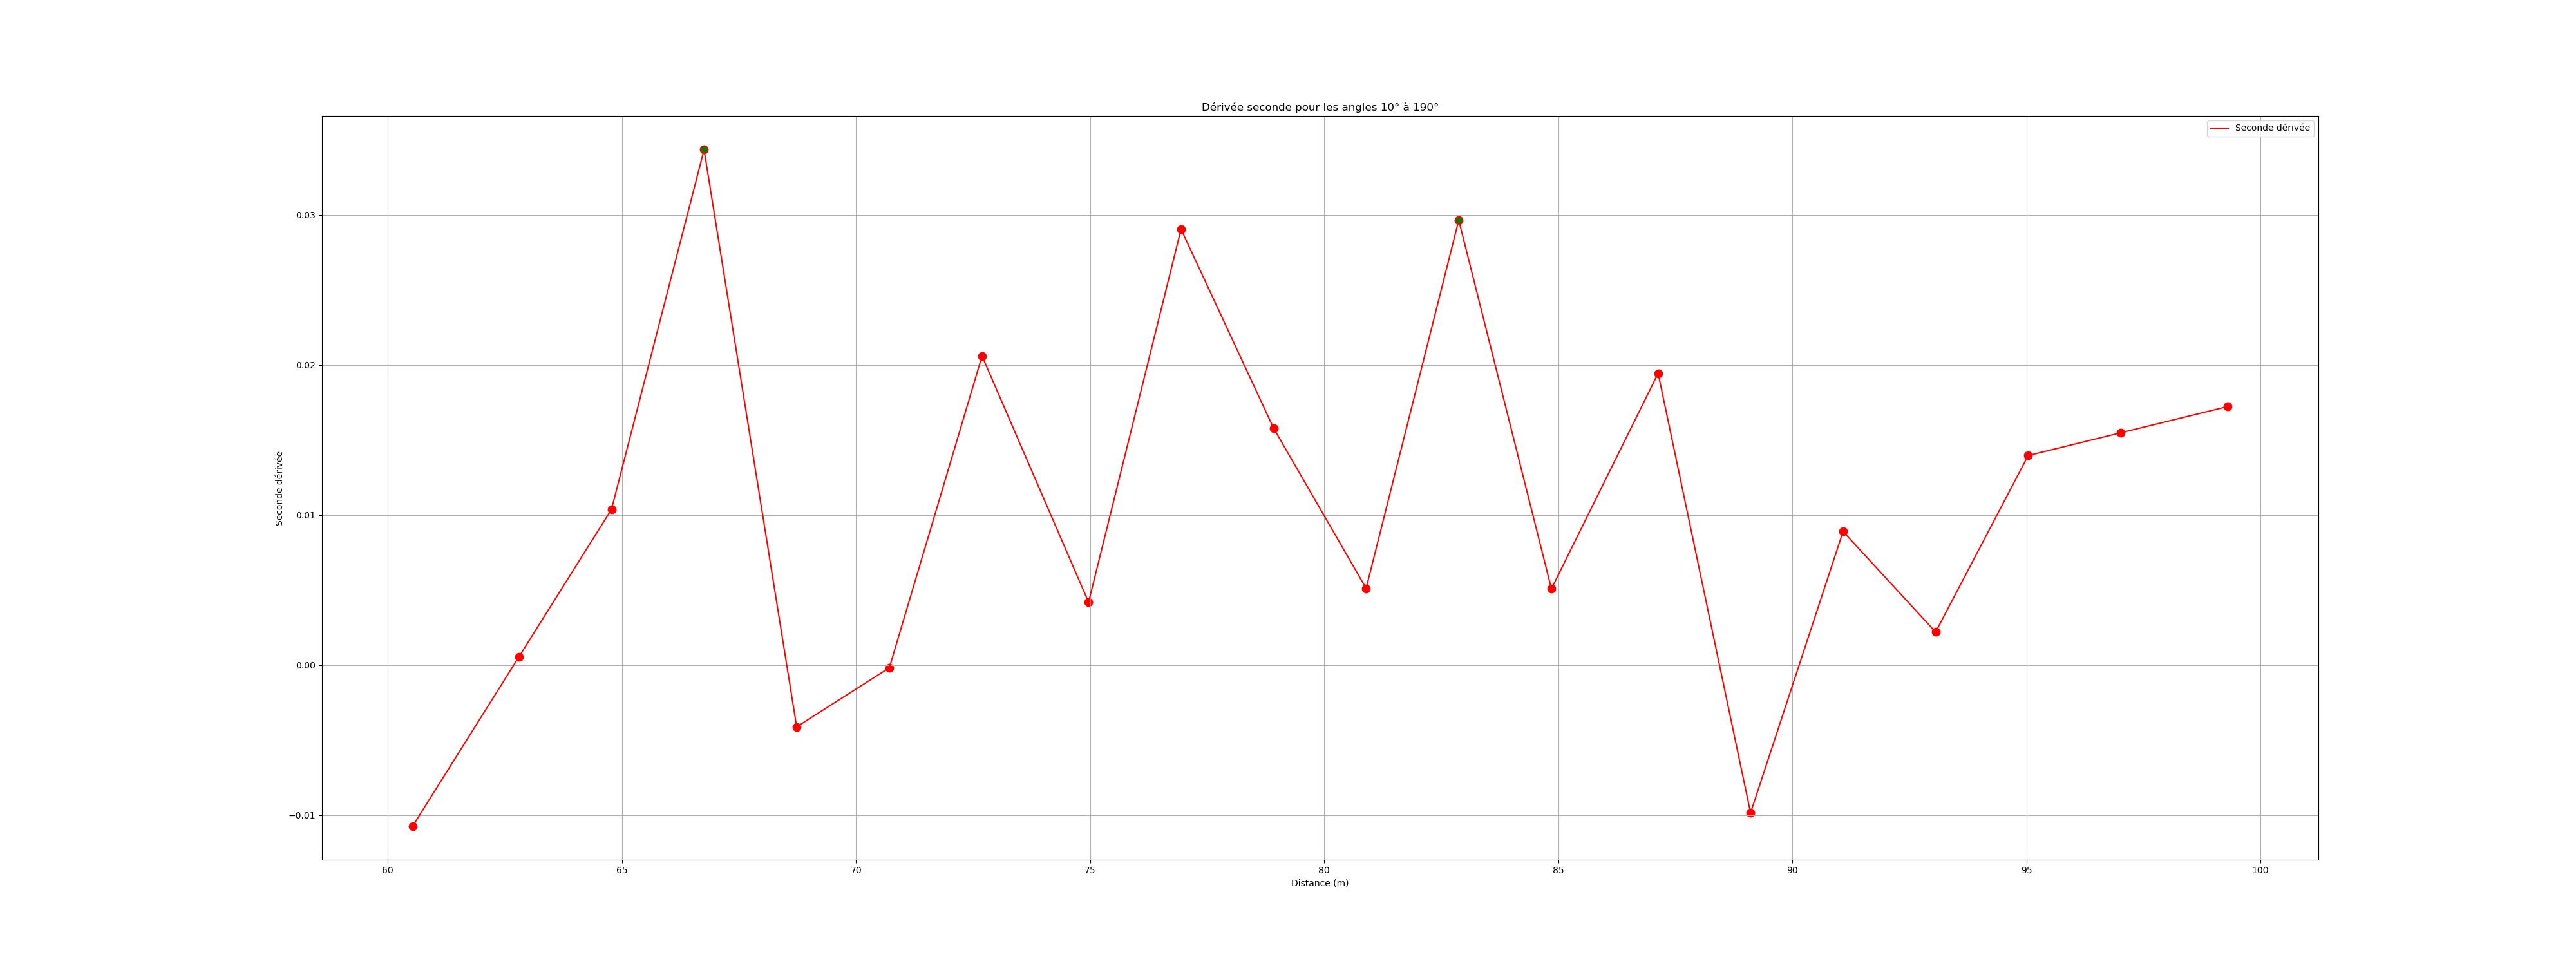 Dérivée seconde pour les angles 10° à 190°
Seconde dérivée
0.03
0.02
0.01
0.00
−0.01
Seconde dérivée
60 65 70 75 80 85 90 95 100
Distance (m)